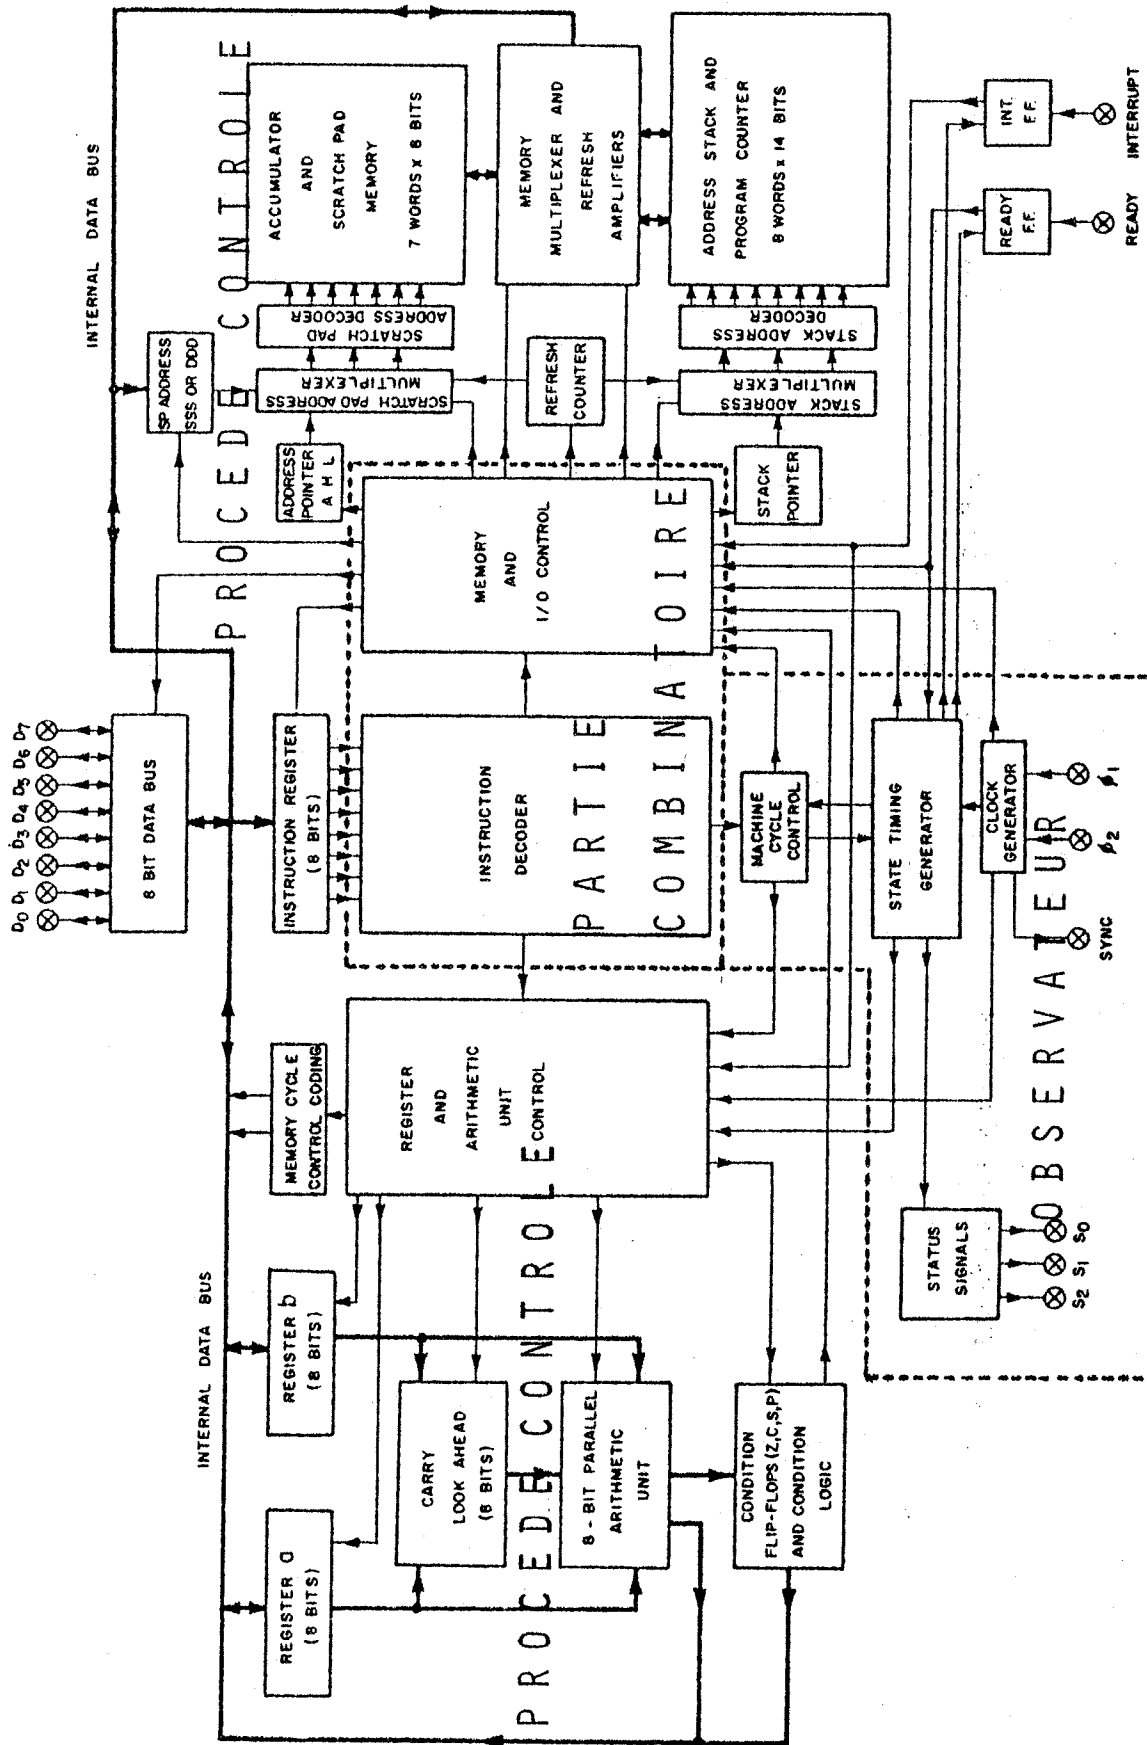 D0 D1 D2 D3 D4 D5 D6 D7
8 BIT DATA BUS
INTERNAL DATA BUS
INTERNAL DATA BUS
REGISTER a
(8 BITS)
REGISTER b
(8 BITS)
MEMORY CYCLE
CONTROL CODING
INSTRUCTION REGISTER
(8 BITS)
SP ADDRESS
SSS OR DDD
PROCEDE CONTROLE
ADDRESS
POINTER
A H L
SCRATCH PAD ADDRESS
MULTIPLEXER
SCRATCH PAD
ADDRESS DECODER
ACCUMULATOR
AND
SCRATCH PAD
MEMORY
7 WORDS x 8 BITS
CARRY
LOOK AHEAD
(8 BITS)
REGISTER
AND
ARITHMETIC
UNIT
CONTROL
INSTRUCTION
DECODER
MEMORY
AND
I/O CONTROL
REFRESH
COUNTER
MEMORY
MULTIPLEXER AND
REFRESH
AMPLIFIERS
PROCEDE CONTROLE
8 - BIT PARALLEL
ARITHMETIC
UNIT
PARTIE
COMBINATOIRE
CONDITION
FLIP-FLOPS (Z,C,S,P)
AND CONDITION
LOGIC
MACHINE
CYCLE
CONTROL
STACK
POINTER
STACK ADDRESS
MULTIPLEXER
STACK ADDRESS
DECODER
ADDRESS STACK AND
PROGRAM COUNTER
8 WORDS x 14 BITS
STATUS
SIGNALS
STATE TIMING
GENERATOR
CLOCK
GENERATOR
READY
F.F.
INT.
F.F.
OBSERVATEUR
S2 S1 S0
SYNC
ϕ2
ϕ1
READY
INTERRUPT